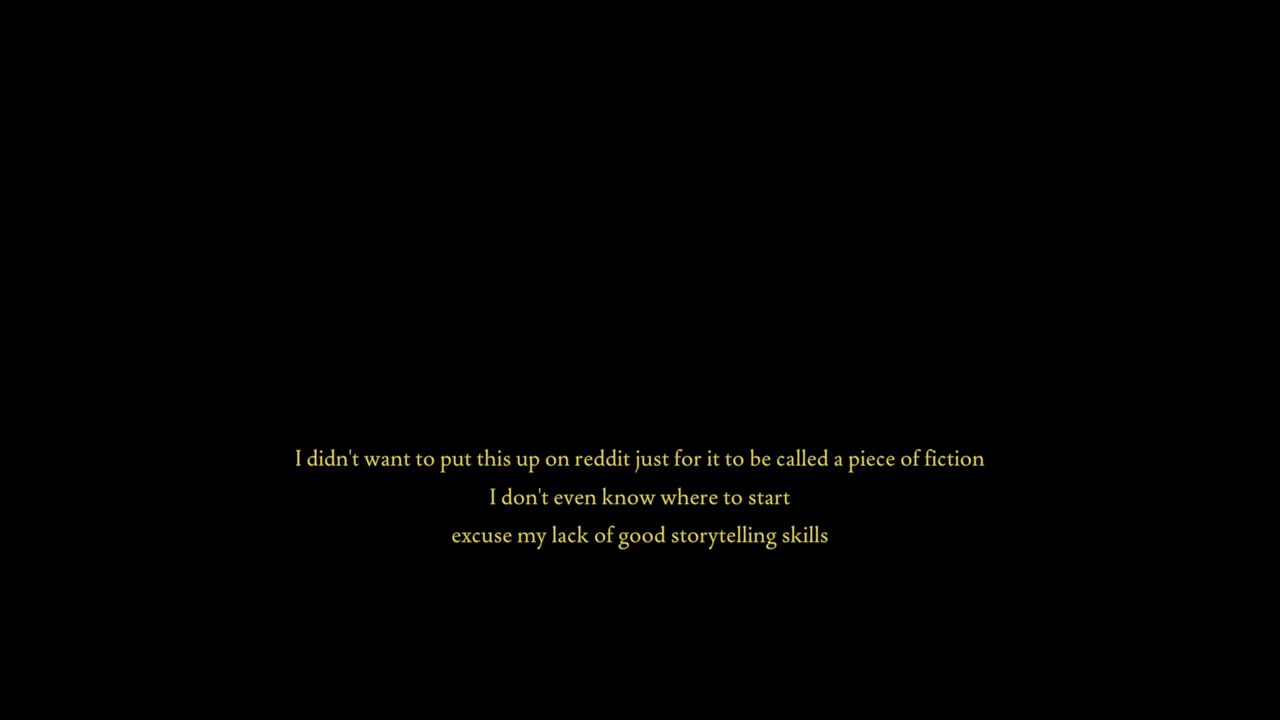 I didn't want to put this up on reddit just for it to be called a piece of fiction
I don't even know where to start
excuse my lack of good storytelling skills